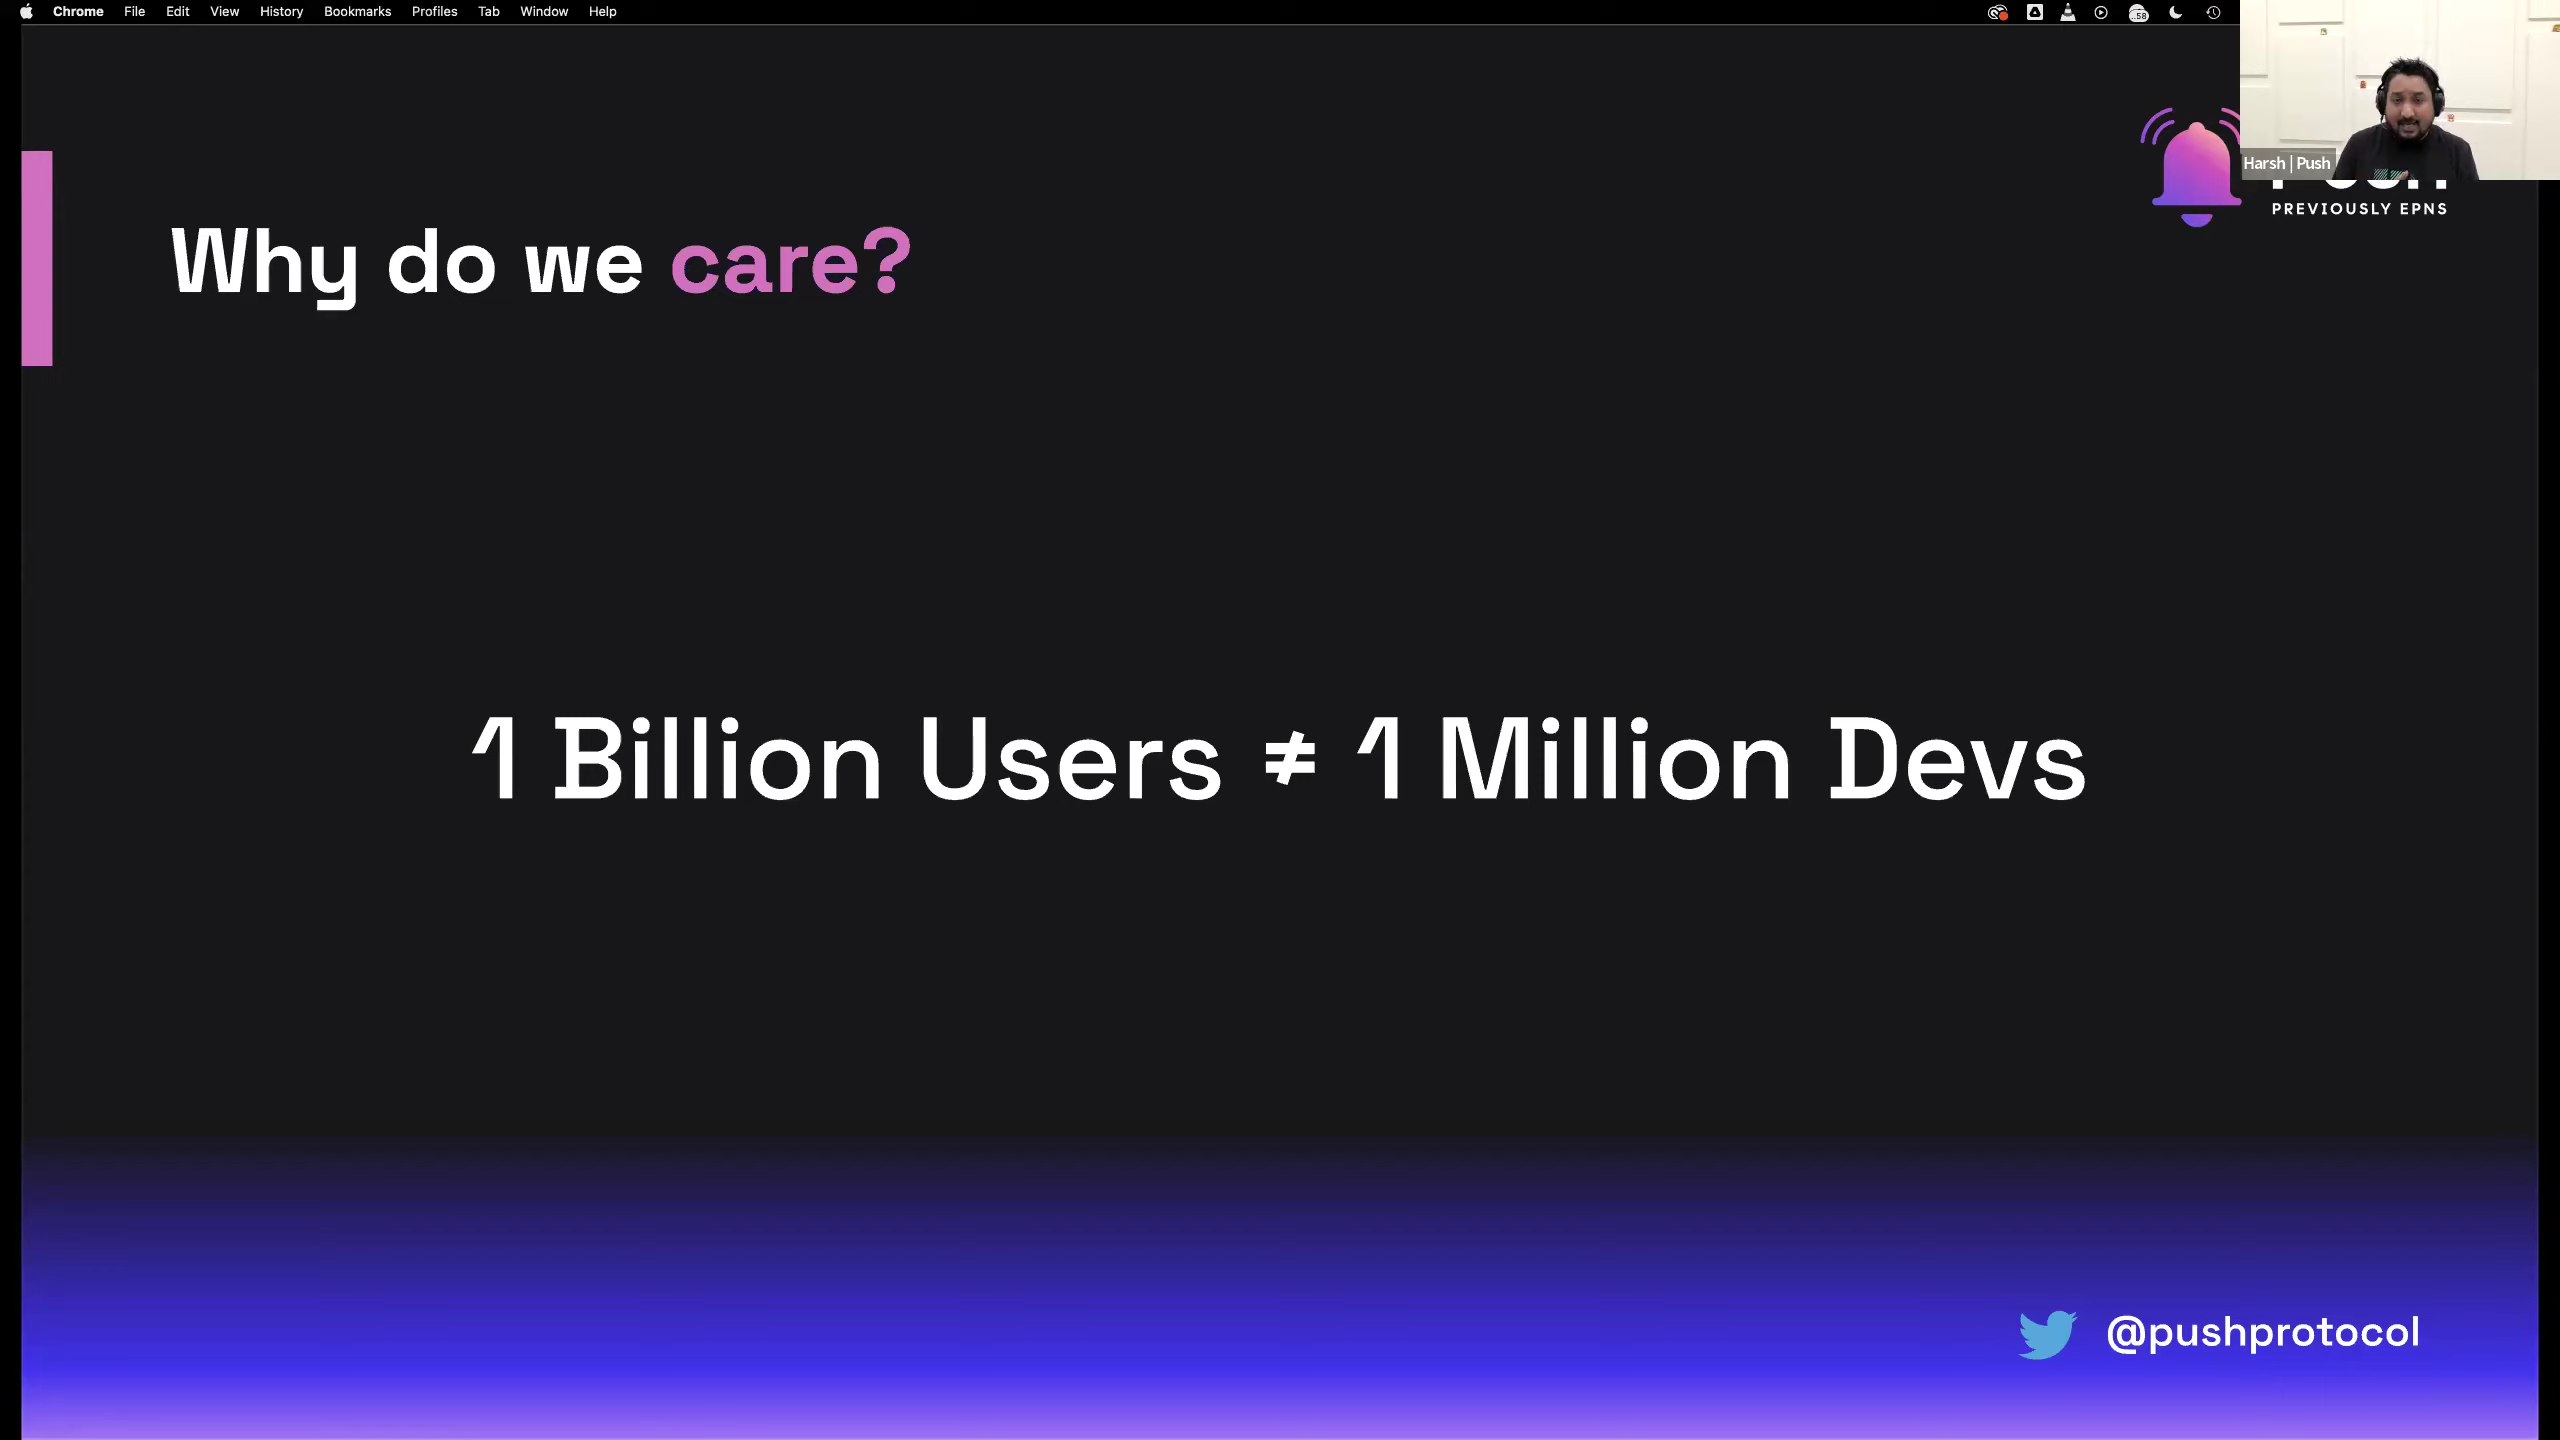 Chrome File Edit View History Bookmarks Profiles Tab Window Help
.58
Harsh | Push
PREVIOUSLY EPNS
Why do we care?
1 Billion Users ≠ 1 Million Devs
@pushprotocol